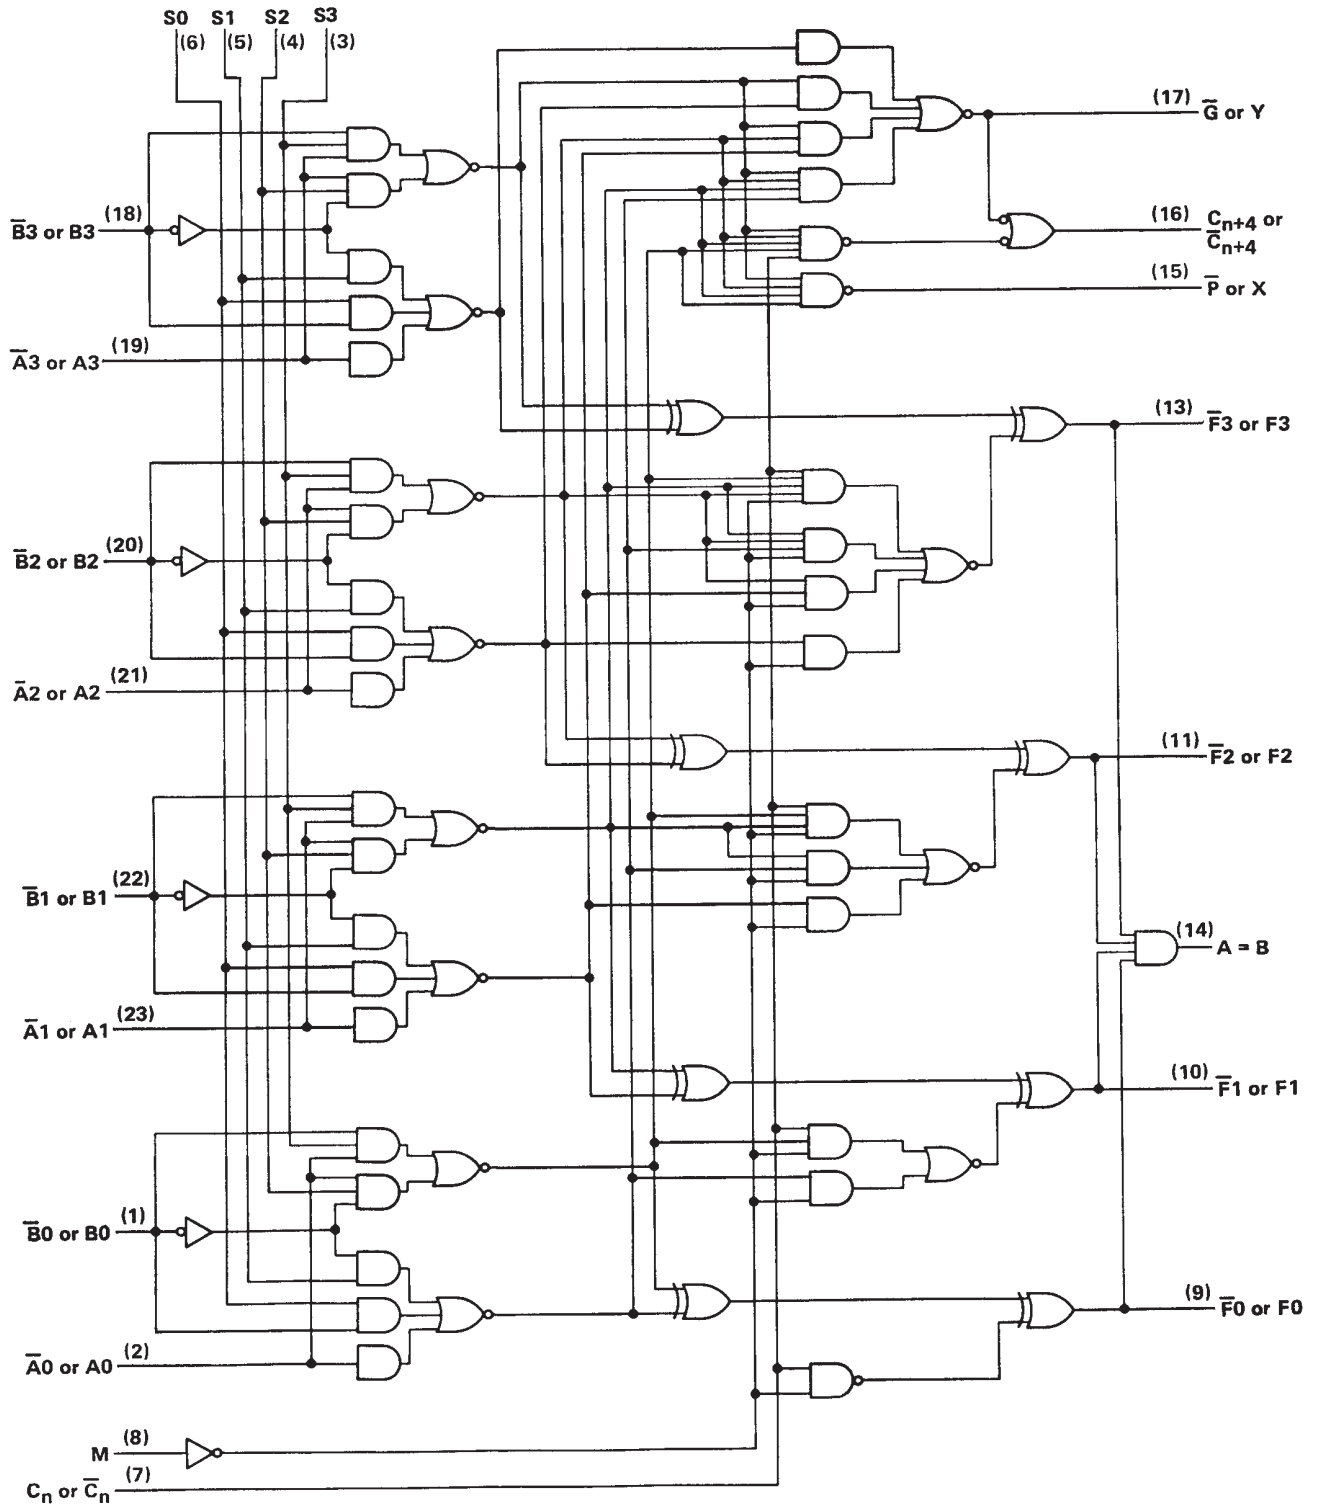 S0 S1 S2 S3
(6) (5) (4) (3)
(17) G̅ or Y
(18) B̅3 or B3
(16) Cn+4 or
C̅n+4
(15) P̅ or X
(19) A̅3 or A3
(13) F̅3 or F3
(20) B̅2 or B2
(21) A̅2 or A2
(11) F̅2 or F2
(22) B̅1 or B1
(14) A = B
(23) A̅1 or A1
(10) F̅1 or F1
(1) B̅0 or B0
(9) F̅0 or F0
(2) A̅0 or A0
M (8)
Cn or C̅n (7)